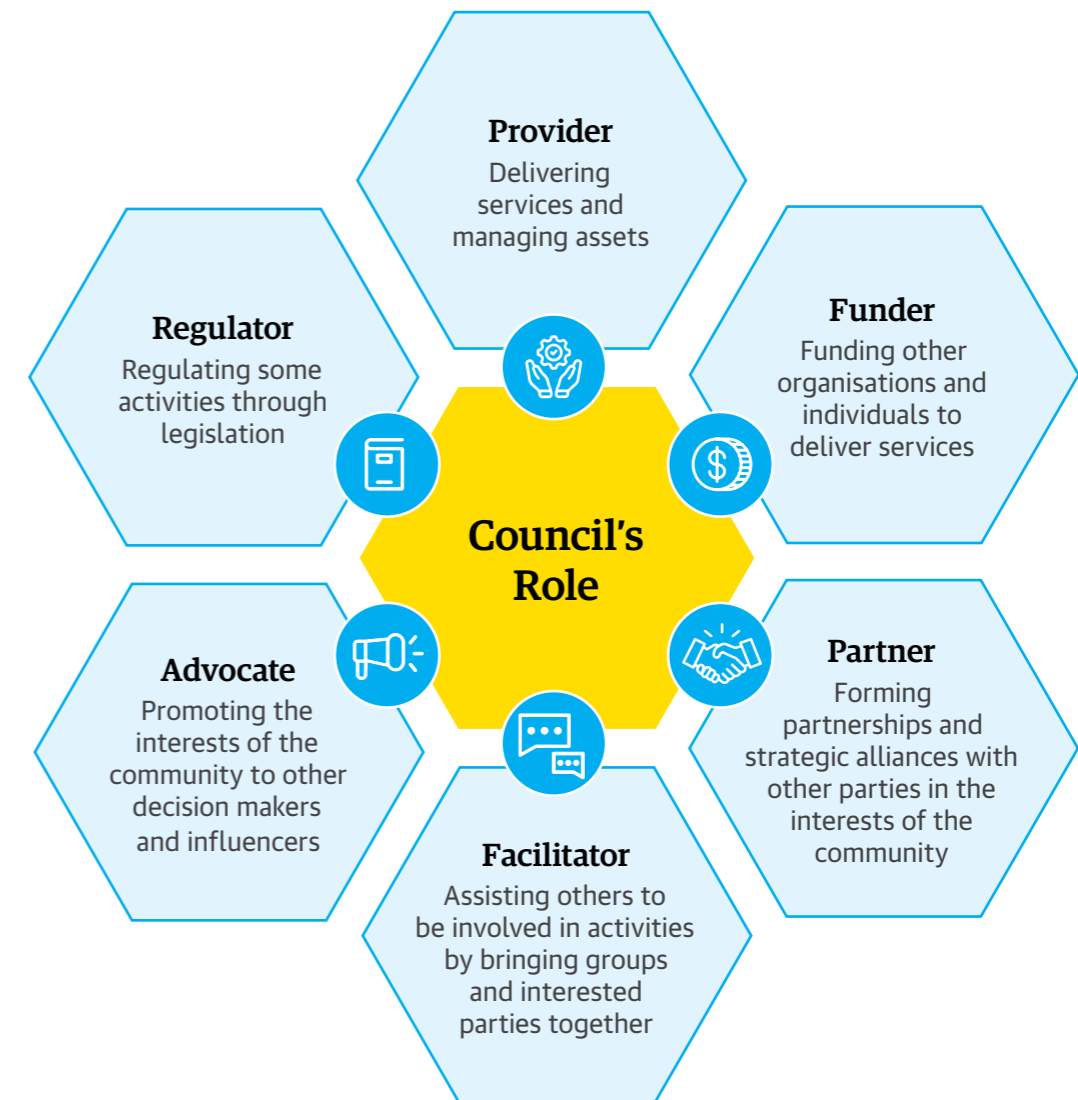 Provider
Delivering
services and
managing assets
Funder
Funding other
organisations and
individuals to
deliver services
Partner
Forming
partnerships and
strategic alliances with
other parties in the
interests of the
community
Facilitator
Assisting others to
be involved in activities
by bringing groups
and interested
parties together
Advocate
Promoting the
interests of the
community to other
decision makers
and influencers
Regulator
Regulating some
activities through
legislation
Council's
Role
$